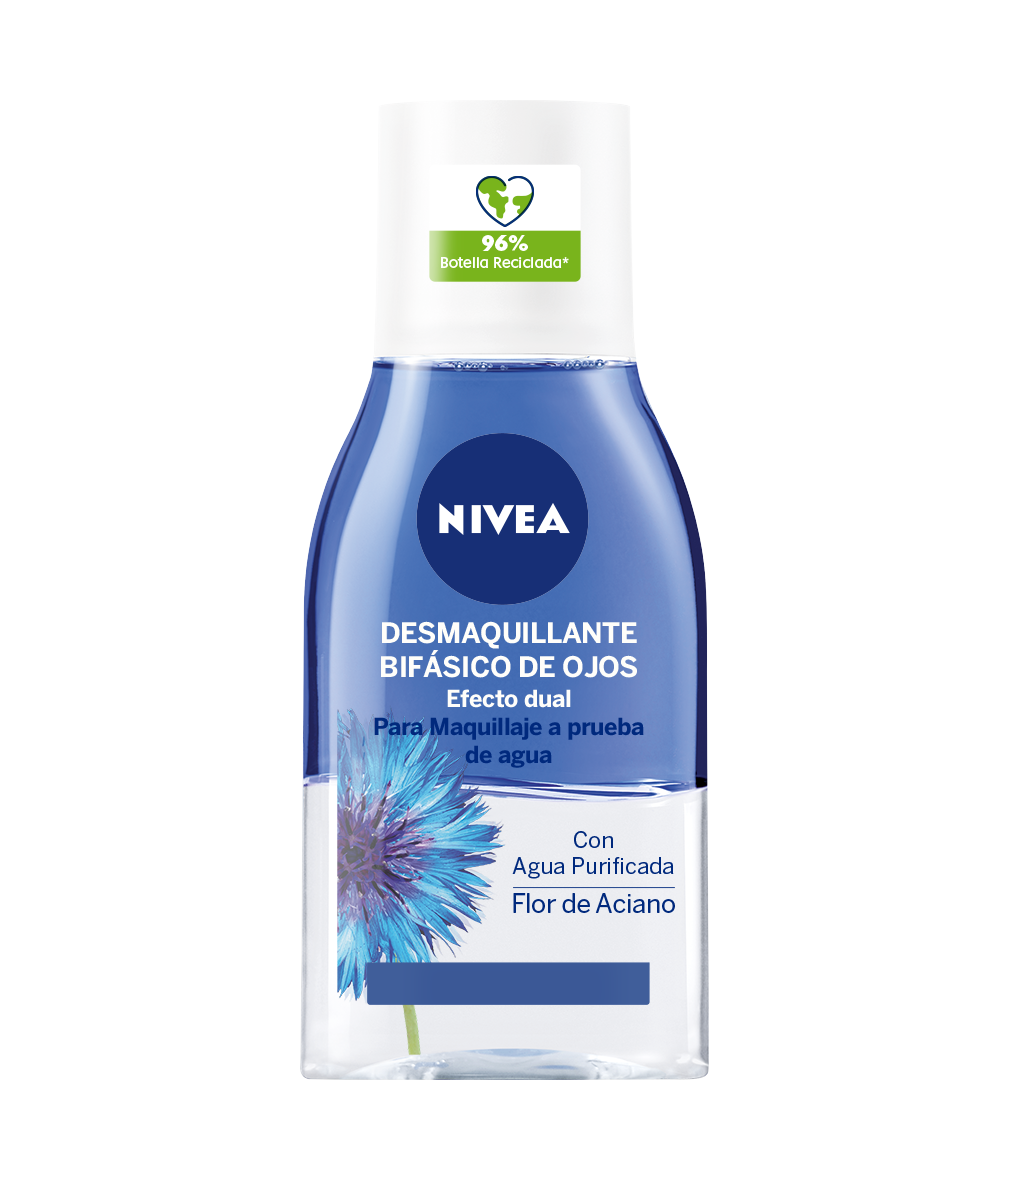 96%
Botella Reciclada*
NIVEA
DESMAQUILLANTE
BIFÁSICO DE OJOS
Efecto dual
Para Maquillaje a prueba
de agua
Con
Agua Purificada
Flor de Aciano